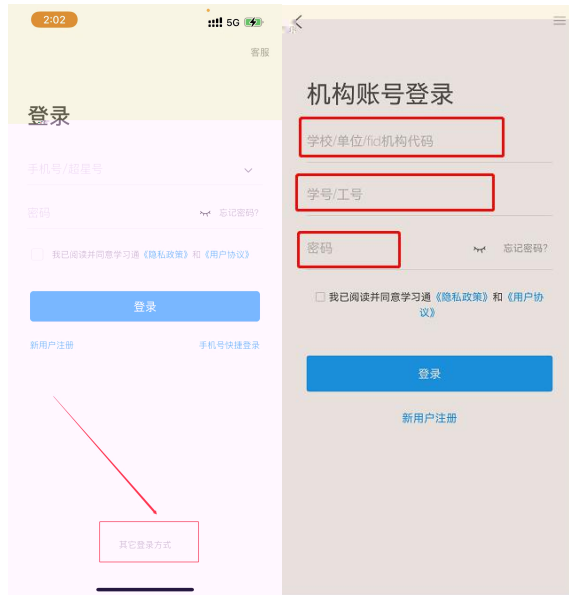 2:02
5G
客服
登录
手机号/超星号
密码
忘记密码?
我已阅读并同意学习通《隐私政策》和《用户协议》
登录
新用户注册
手机号快捷登录
其它登录方式
机构账号登录
学校/单位/fid机构代码
学号/工号
密码
忘记密码?
我已阅读并同意学习通《隐私政策》和《用户协
议》
登录
新用户注册